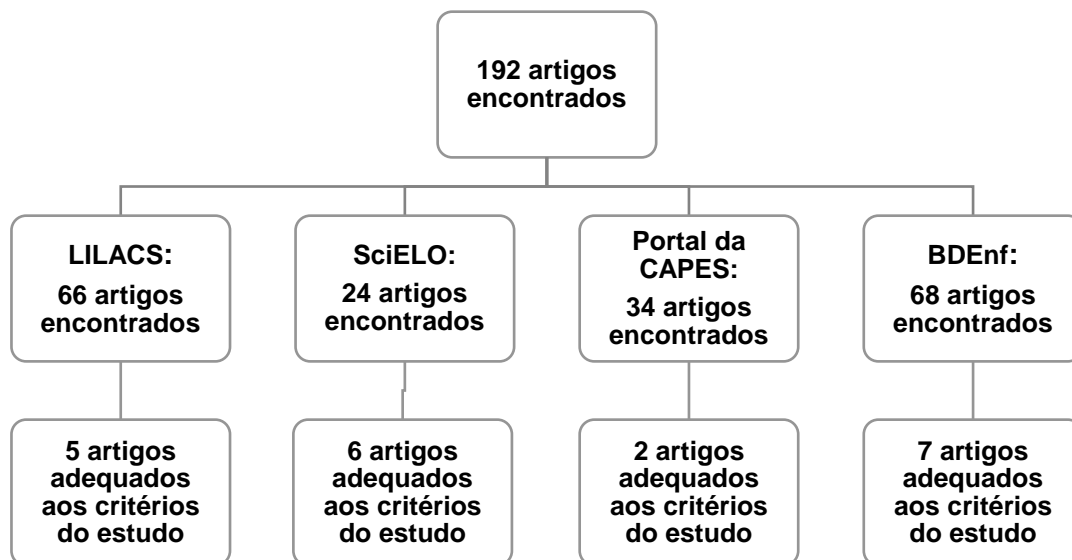 192 artigos
encontrados
LILACS:
66 artigos
encontrados
SciELO:
24 artigos
encontrados
Portal da
CAPES:
34 artigos
encontrados
BDEnf:
68 artigos
encontrados
5 artigos
adequados
aos critérios
do estudo
6 artigos
adequados
aos critérios
do estudo
2 artigos
adequados
aos critérios
do estudo
7 artigos
adequados
aos critérios
do estudo